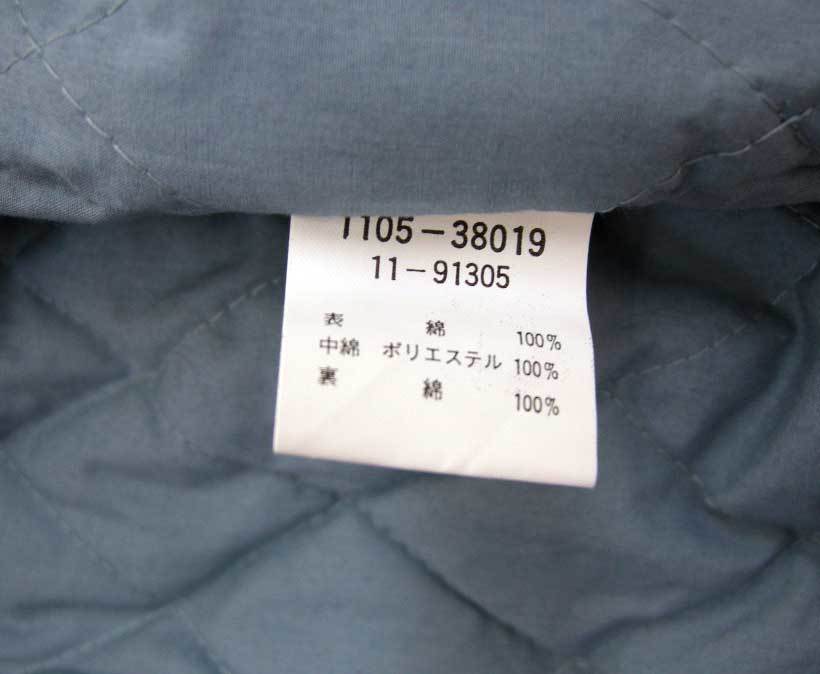 1105-38019
11-91305
表 綿 100%
中綿 ポリエステル 100%
裏 綿 100%